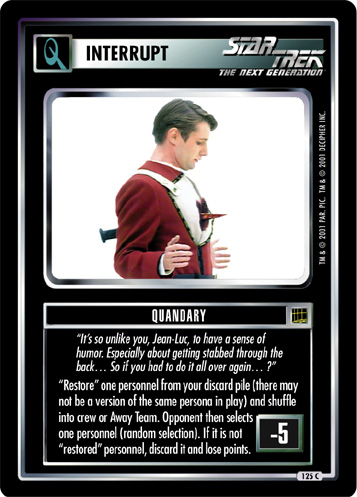 INTERRUPT
STAR TREK
THE NEXT GENERATION
TM & © 2001 PAR. PIC. TM & © 2001 DECIPHER INC.
QUANDARY
"It's so unlike you, Jean-Luc, to have a sense of
humor. Especially about getting stabbed through the
back… So if you had to do it all over again… ?"
"Restore" one personnel from your discard pile (there may
not be a version of the same persona in play) and shuffle
into crew or Away Team. Opponent then selects
one personnel (random selection). If it is not
"restored" personnel, discard it and lose points.
-5
125 C